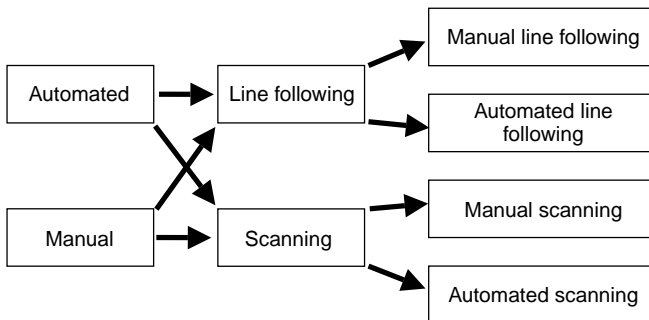 Automated
Manual
Line following
Scanning
Manual line following
Automated line
following
Manual scanning
Automated scanning